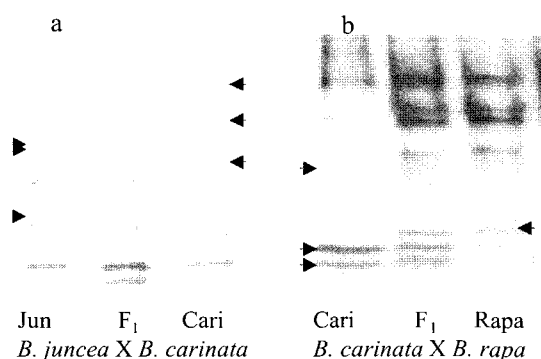 a b
Jun F₁ Cari Cari F₁ Rapa
B. juncea X B. carinata B. carinata X B. rapa